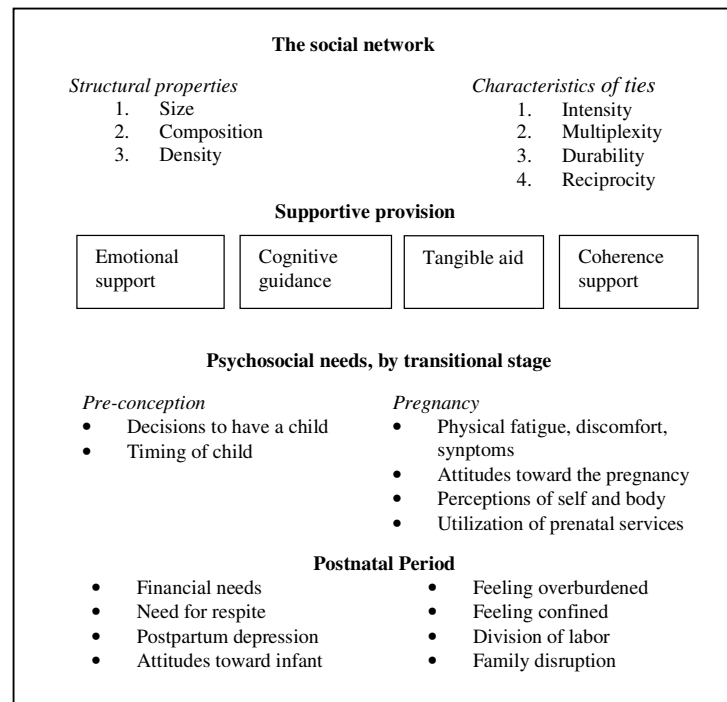 The social network
Structural properties
1. Size
2. Composition
3. Density
Characteristics of ties
1. Intensity
2. Multiplexity
3. Durability
4. Reciprocity
Supportive provision
Emotional
support
Cognitive
guidance
Tangible aid
Coherence
support
Psychosocial needs, by transitional stage
Pre-conception
• Decisions to have a child
• Timing of child
Pregnancy
• Physical fatigue, discomfort,
synptoms
• Attitudes toward the pregnancy
• Perceptions of self and body
• Utilization of prenatal services
Postnatal Period
• Financial needs
• Need for respite
• Postpartum depression
• Attitudes toward infant
• Feeling overburdened
• Feeling confined
• Division of labor
• Family disruption